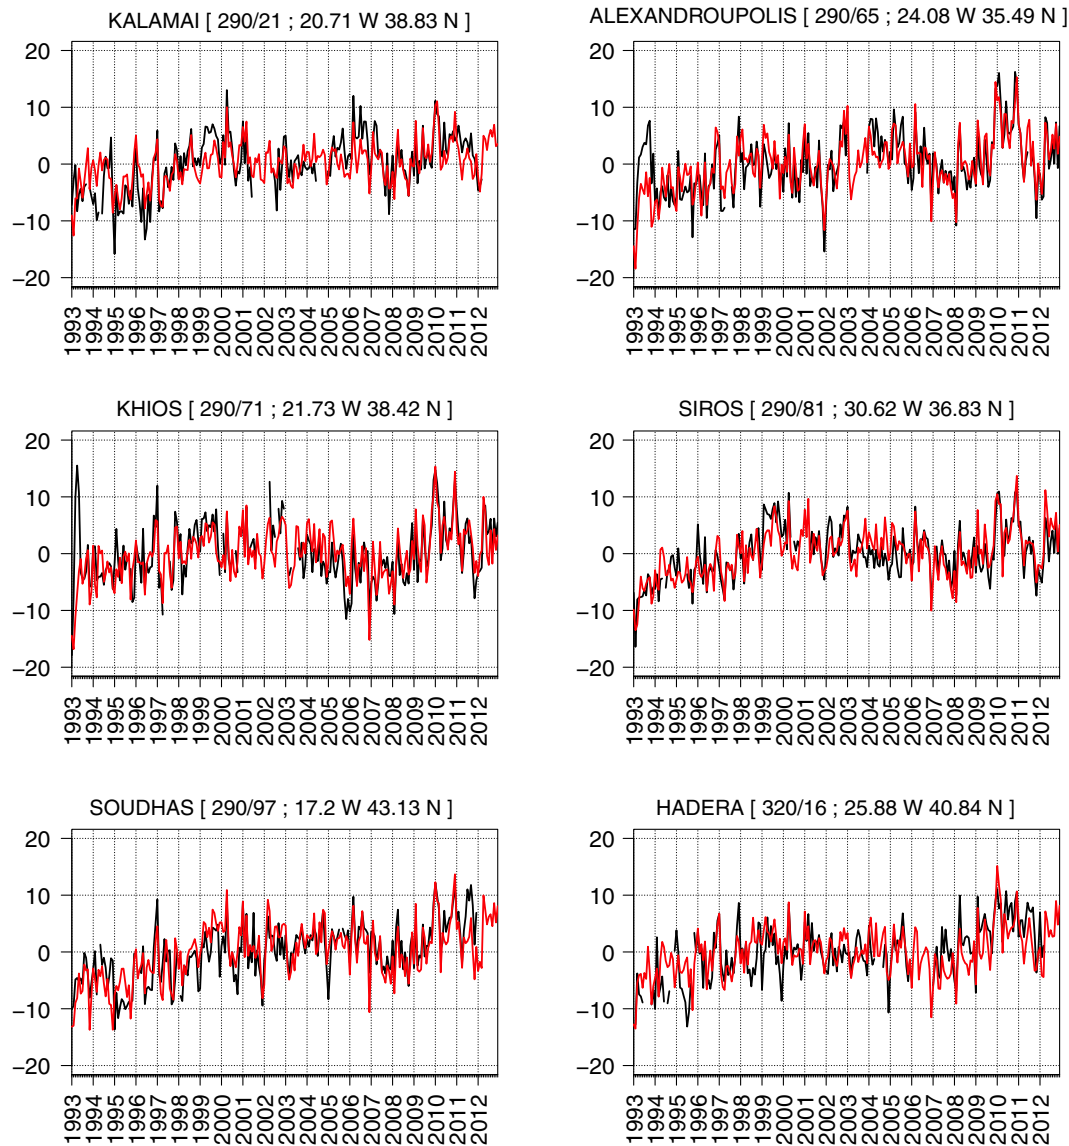 KALAMAI [ 290/21 ; 20.71 W 38.83 N ]
20
10
0
−10
−20
1993 1994 1995 1996 1997 1998 1999 2000 2001 2002 2003 2004 2005 2006 2007 2008 2009 2010 2011 2012
ALEXANDROUPOLIS [ 290/65 ; 24.08 W 35.49 N ]
20
10
0
−10
−20
1993 1994 1995 1996 1997 1998 1999 2000 2001 2002 2003 2004 2005 2006 2007 2008 2009 2010 2011 2012
KHIOS [ 290/71 ; 21.73 W 38.42 N ]
20
10
0
−10
−20
1993 1994 1995 1996 1997 1998 1999 2000 2001 2002 2003 2004 2005 2006 2007 2008 2009 2010 2011 2012
SIROS [ 290/81 ; 30.62 W 36.83 N ]
20
10
0
−10
−20
1993 1994 1995 1996 1997 1998 1999 2000 2001 2002 2003 2004 2005 2006 2007 2008 2009 2010 2011 2012
SOUDHAS [ 290/97 ; 17.2 W 43.13 N ]
20
10
0
−10
−20
1993 1994 1995 1996 1997 1998 1999 2000 2001 2002 2003 2004 2005 2006 2007 2008 2009 2010 2011 2012
HADERA [ 320/16 ; 25.88 W 40.84 N ]
20
10
0
−10
−20
1993 1994 1995 1996 1997 1998 1999 2000 2001 2002 2003 2004 2005 2006 2007 2008 2009 2010 2011 2012